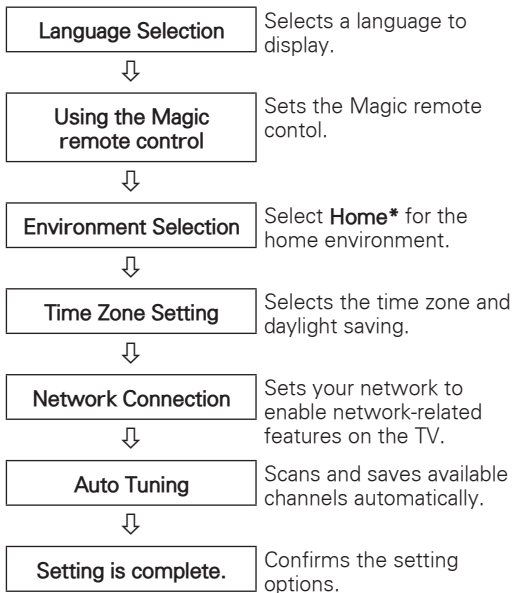 Language Selection
Selects a language to
display.
Using the Magic
remote control
Sets the Magic remote
contol.
Environment Selection
Select Home* for the
home environment.
Time Zone Setting
Selects the time zone and
daylight saving.
Network Connection
Sets your network to
enable network-related
features on the TV.
Auto Tuning
Scans and saves available
channels automatically.
Setting is complete.
Confirms the setting
options.